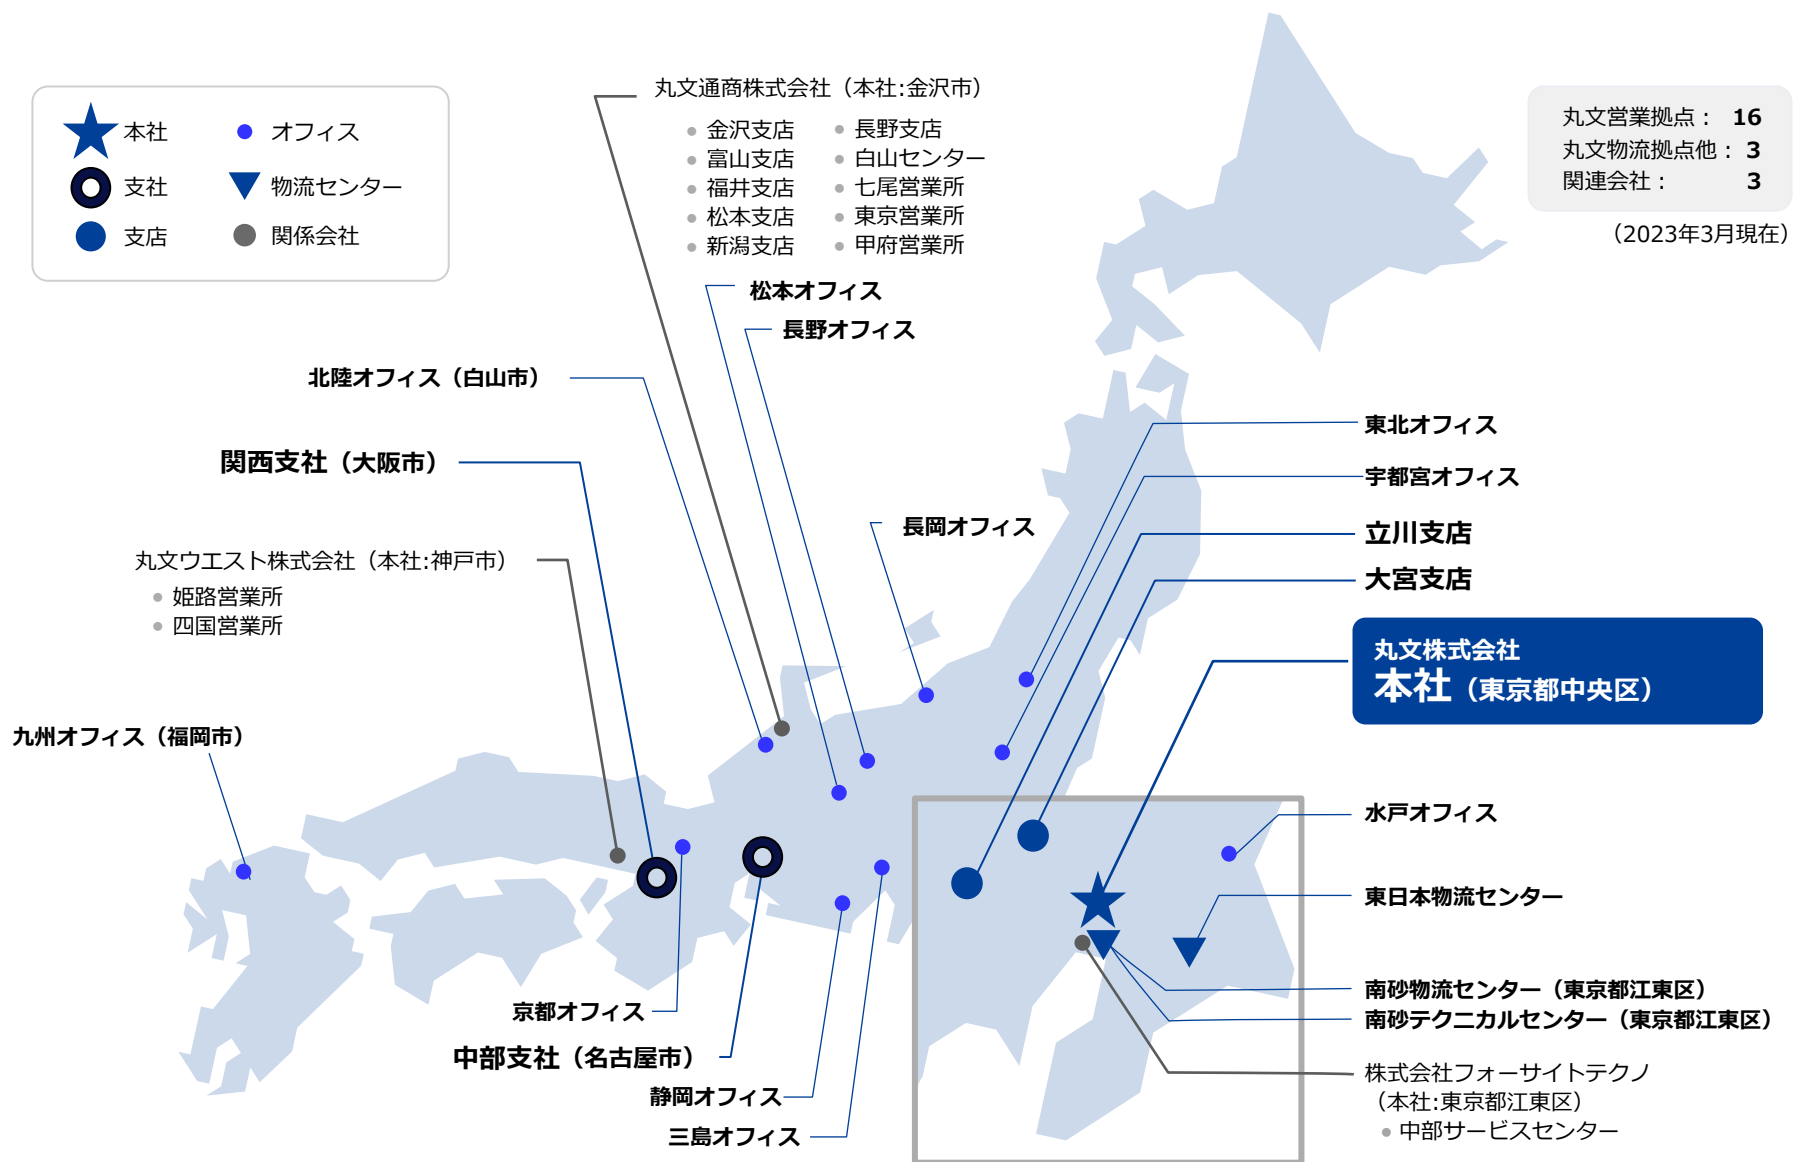 本社
オフィス
支社
物流センター
支店
関係会社
丸文通商株式会社（本社:金沢市）
金沢支店
長野支店
富山支店
白山センター
福井支店
七尾営業所
松本支店
東京営業所
新潟支店
甲府営業所
丸文営業拠点： 16
丸文物流拠点他：3
関連会社： 3
（2023年3月現在）
松本オフィス
長野オフィス
北陸オフィス（白山市）
関西支社（大阪市）
長岡オフィス
丸文ウエスト株式会社（本社:神戸市）
姫路営業所
四国営業所
九州オフィス（福岡市）
東北オフィス
宇都宮オフィス
立川支店
大宮支店
丸文株式会社
本社（東京都中央区）
水戸オフィス
東日本物流センター
南砂物流センター（東京都江東区）
南砂テクニカルセンター（東京都江東区）
株式会社フォーサイトテクノ
（本社:東京都江東区）
中部サービスセンター
京都オフィス
中部支社（名古屋市）
静岡オフィス
三島オフィス